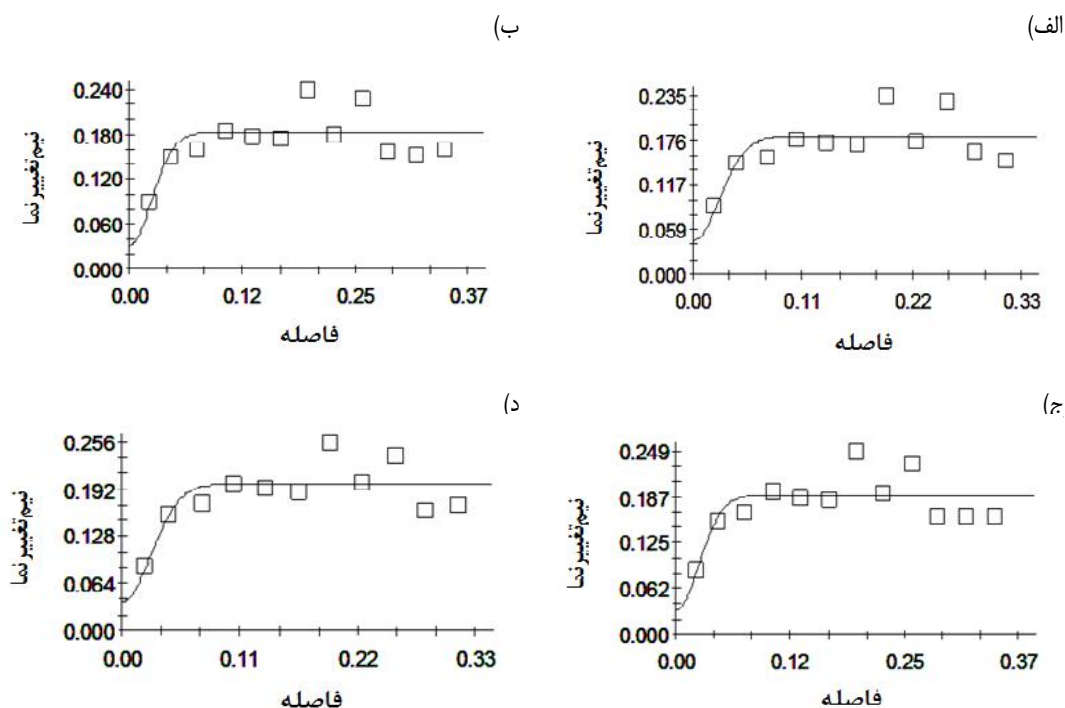 الف)
0.235
0.176
0.117
0.059
0.000
0.00 0.11 0.22 0.33
نیم‌تغییرنما
فاصله
ب)
0.240
0.180
0.120
0.060
0.000
0.00 0.12 0.25 0.37
نیم‌تغییرنما
فاصله
ج)
0.249
0.187
0.125
0.062
0.000
0.00 0.12 0.25 0.37
نیم‌تغییرنما
فاصله
د)
0.256
0.192
0.128
0.064
0.000
0.00 0.11 0.22 0.33
نیم‌تغییرنما
فاصله